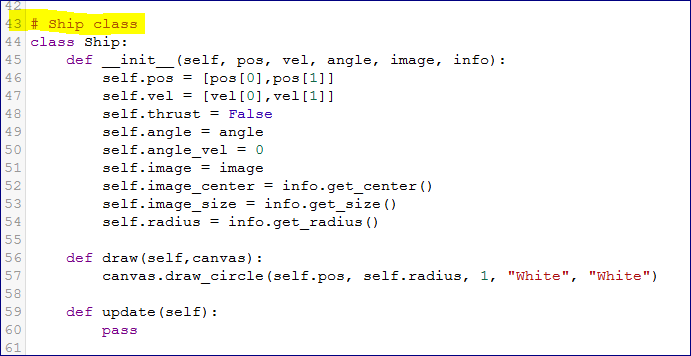 42
43 # Ship class
44 class Ship:
45     def __init__(self, pos, vel, angle, image, info):
46         self.pos = [pos[0],pos[1]]
47         self.vel = [vel[0],vel[1]]
48         self.thrust = False
49         self.angle = angle
50         self.angle_vel = 0
51         self.image = image
52         self.image_center = info.get_center()
53         self.image_size = info.get_size()
54         self.radius = info.get_radius()
55
56     def draw(self,canvas):
57         canvas.draw_circle(self.pos, self.radius, 1, "White", "White")
58
59     def update(self):
60         pass
61